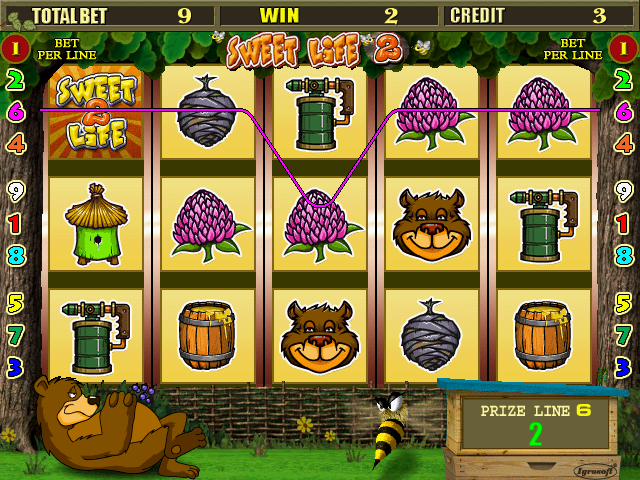 TOTAL BET 9 WIN 2 CREDIT 3
1 BET PER LINE SWEET LIFE 2 BET PER LINE 1
2 2
6 6
4 4
9 9
1 1
8 8
5 5
7 7
3 3
SWEET
2
LIFE
PRIZE LINE 6
2
Igrosoft